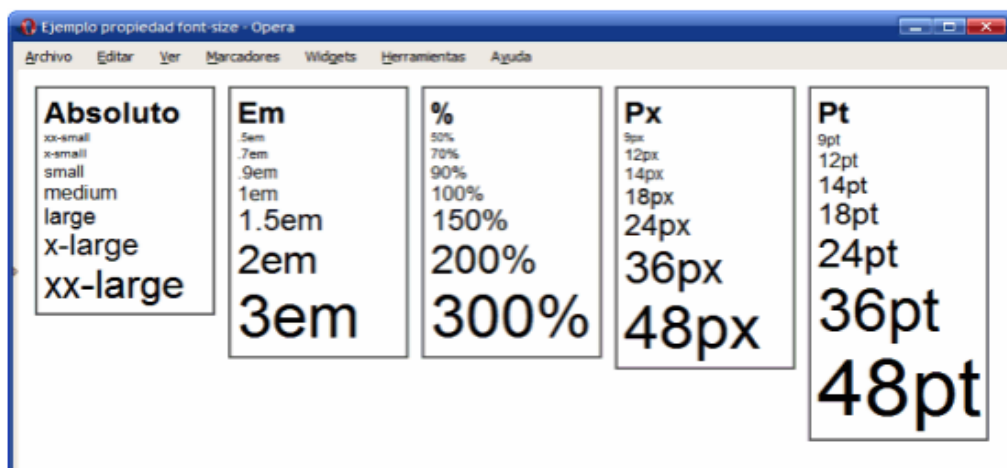 Ejemplo propiedad font-size - Opera
Archivo Editar Ver Marcadores Widgets Herramientas Ayuda
Absoluto
xx-small
x-small
small
medium
large
x-large
xx-large
Em
.5em
.7em
.9em
1em
1.5em
2em
3em
%
50%
70%
90%
100%
150%
200%
300%
Px
9px
12px
14px
18px
24px
36px
48px
Pt
9pt
12pt
14pt
18pt
24pt
36pt
48pt